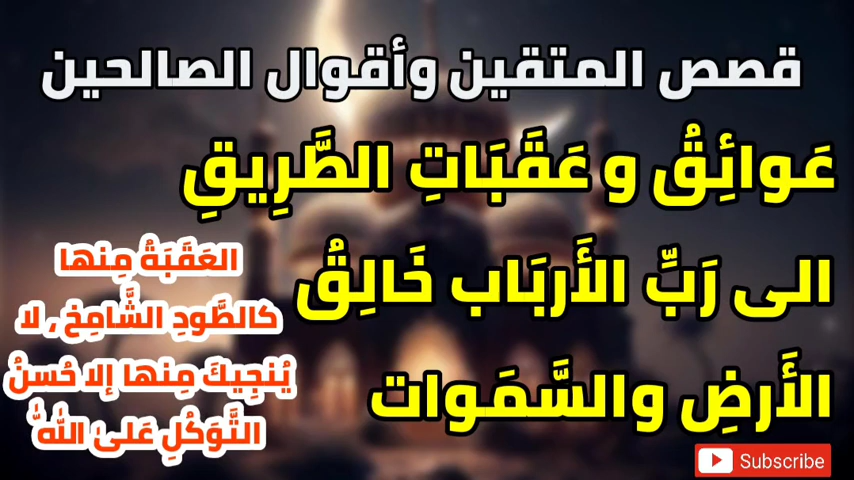 قصص المتقين وأقوال الصالحين
عَوائِقُ و عَقَبَاتِ الطَّرِيقِ
الى رَبِّ الأَربَاب خَالِقُ
الأَرضِ والسَّمَوات
العَقَبَةُ مِنها
كالطَّودِ الشَّامِخ , لا
يُنجِيكَ مِنها إلا حُسنُ
التَّوَكُلِ عَلىٰ اللّٰه
Subscribe